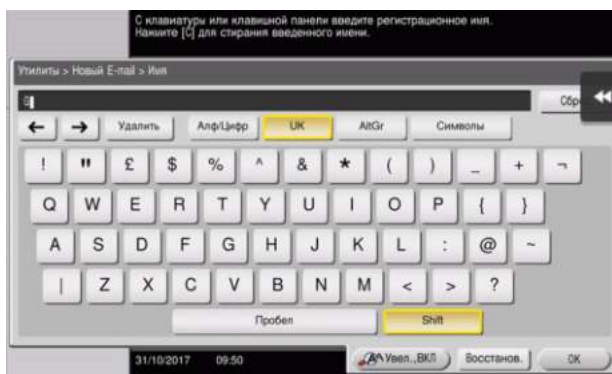 С клавиатуры или клавишной панели введите регистрационное имя.
Нажмите [C] для стирания введенного имени.
Утилиты > Новый E-mail > Имя
← → Удалить Алф/Цифр UK AltGr Символы
! " £ $ % ^ & * ( ) _ + ¬
Q W E R T Y U I O P { }
A S D F G H J K L : @ ~
| Z X C V B N M < > ?
Пробел Shift
31/10/2017 09:50 Увел.,ВКЛ Восстанов. OK